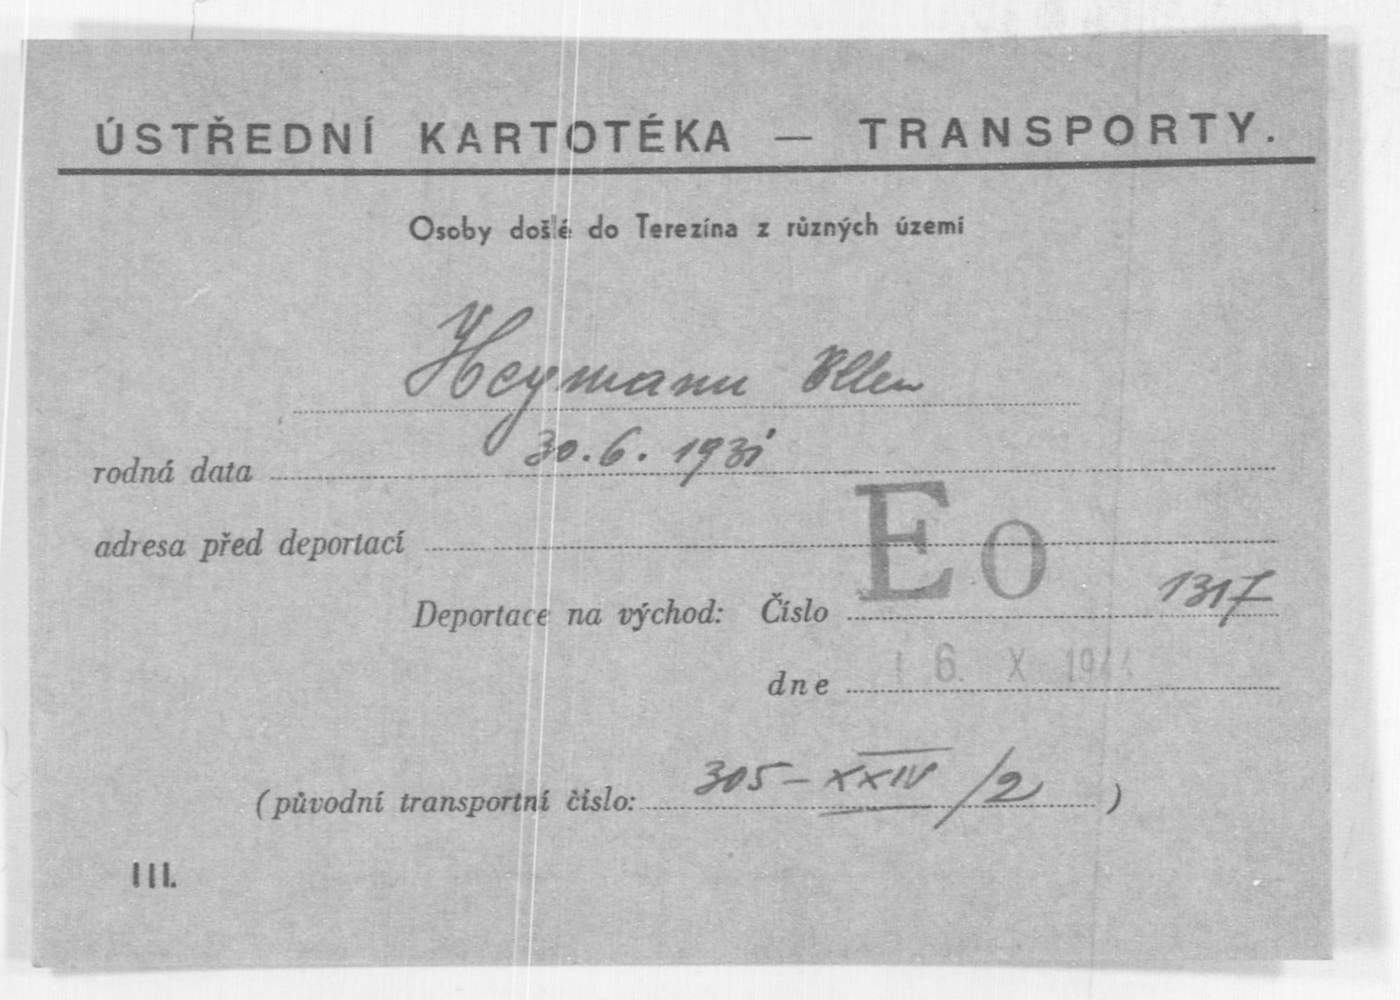 ÚSTŘEDNÍ KARTOTÉKA — TRANSPORTY.
Osoby došlé do Terezína z různých území
Heymann Ellen
rodná data 30.6.1931
adresa před deportací
Deportace na východ: Číslo Eo 1317
dne 16. X 1944
(původní transportní číslo: 305-XXIV/2)
III.